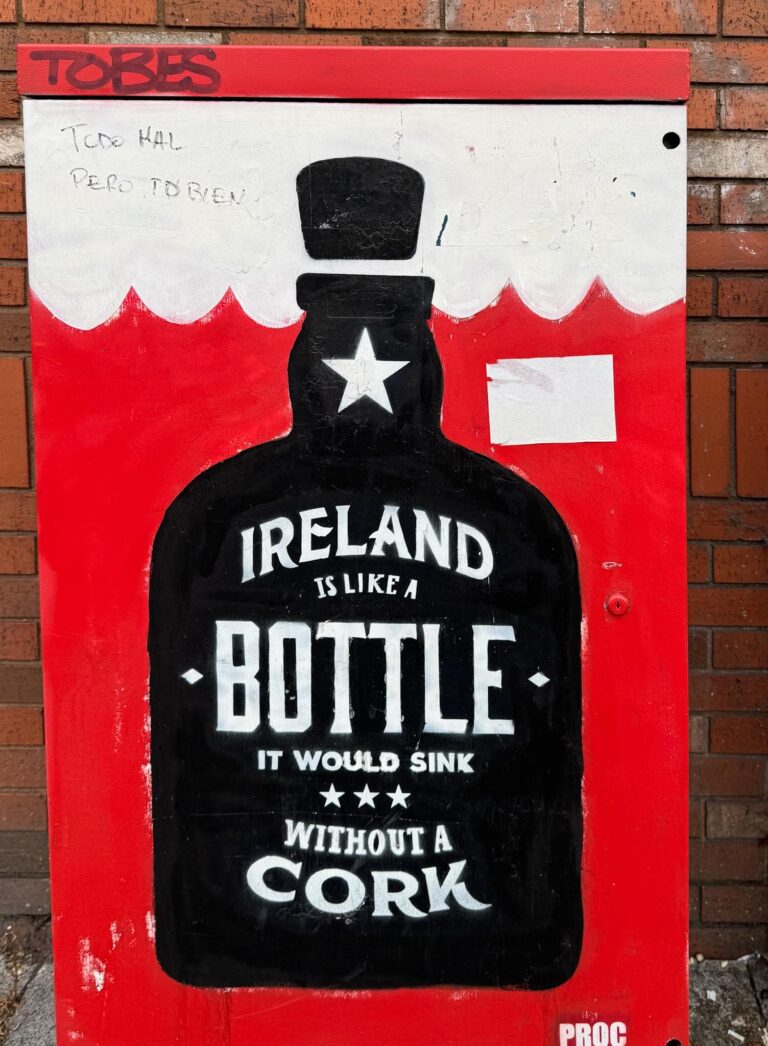 TOBES
TODO MAL
PERO TO BIEN
IRELAND
IS LIKE A
BOTTLE
IT WOULD SINK
WITHOUT A
CORK
PROC